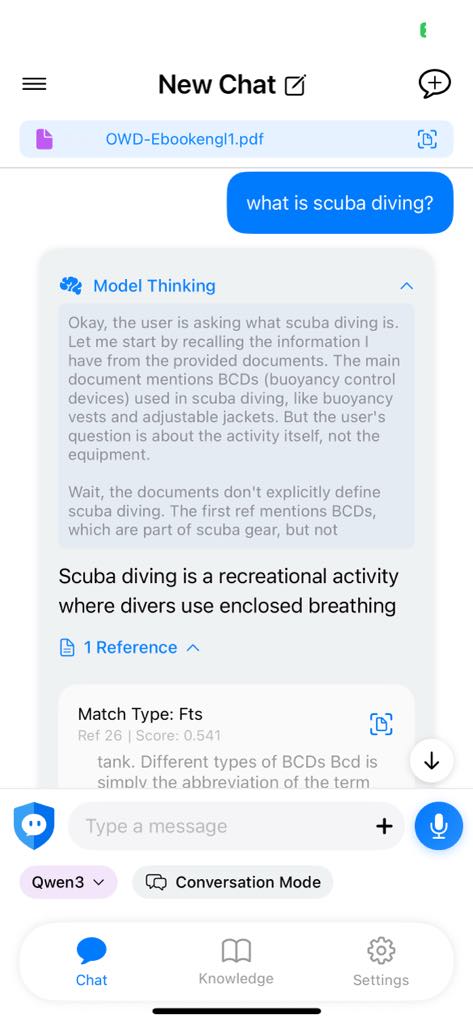 New Chat
OWD-Ebookengl1.pdf
what is scuba diving?
Model Thinking
Okay, the user is asking what scuba diving is.
Let me start by recalling the information I
have from the provided documents. The main
document mentions BCDs (buoyancy control
devices) used in scuba diving, like buoyancy
vests and adjustable jackets. But the user's
question is about the activity itself, not the
equipment.
Wait, the documents don't explicitly define
scuba diving. The first ref mentions BCDs,
which are part of scuba gear, but not
Scuba diving is a recreational activity
where divers use enclosed breathing
1 Reference
Match Type: Fts
Ref 26 | Score: 0.541
tank. Different types of BCDs Bcd is
simply the abbreviation of the term
Type a message
Qwen3
Conversation Mode
Chat
Knowledge
Settings